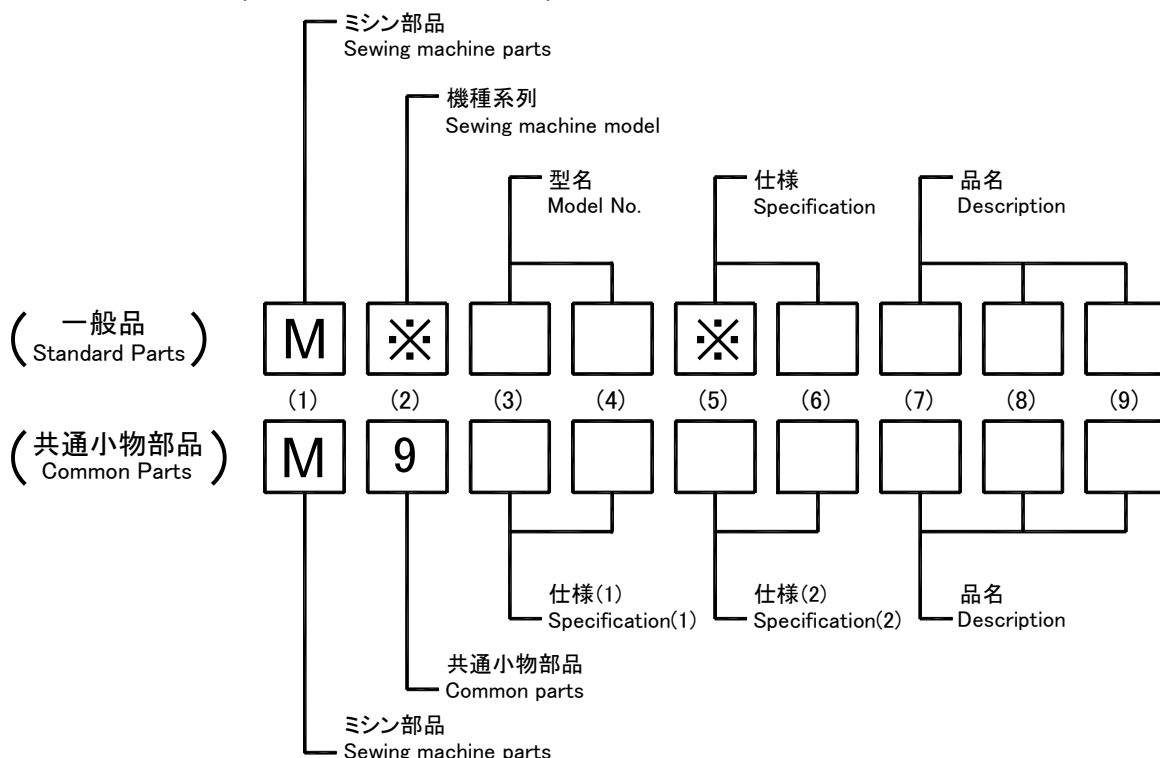 ミシン部品
Sewing machine parts
機種系列
Sewing machine model
型名
Model No.
仕様
Specification
品名
Description
一般品
Standard Parts
M ※ ※
(1) (2) (3) (4) (5) (6) (7) (8) (9)
共通小物部品
Common Parts
M 9
仕様(1)
Specification(1)
仕様(2)
Specification(2)
品名
Description
共通小物部品
Common parts
ミシン部品
Sewing machine parts